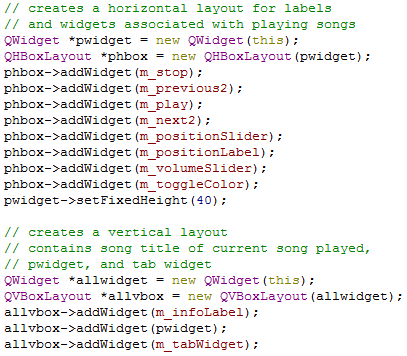 // creates a horizontal layout for labels
// and widgets associated with playing songs
QWidget *pwidget = new QWidget(this);
QHBoxLayout *phbox = new QHBoxLayout(pwidget);
phbox->addWidget(m_stop);
phbox->addWidget(m_previous2);
phbox->addWidget(m_play);
phbox->addWidget(m_next2);
phbox->addWidget(m_positionSlider);
phbox->addWidget(m_positionLabel);
phbox->addWidget(m_volumeSlider);
phbox->addWidget(m_toggleColor);
pwidget->setFixedHeight(40);

// creates a vertical layout
// contains song title of current song played,
// pwidget, and tab widget
QWidget *allwidget = new QWidget(this);
QVBoxLayout *allvbox = new QVBoxLayout(allwidget);
allvbox->addWidget(m_infoLabel);
allvbox->addWidget(pwidget);
allvbox->addWidget(m_tabWidget);